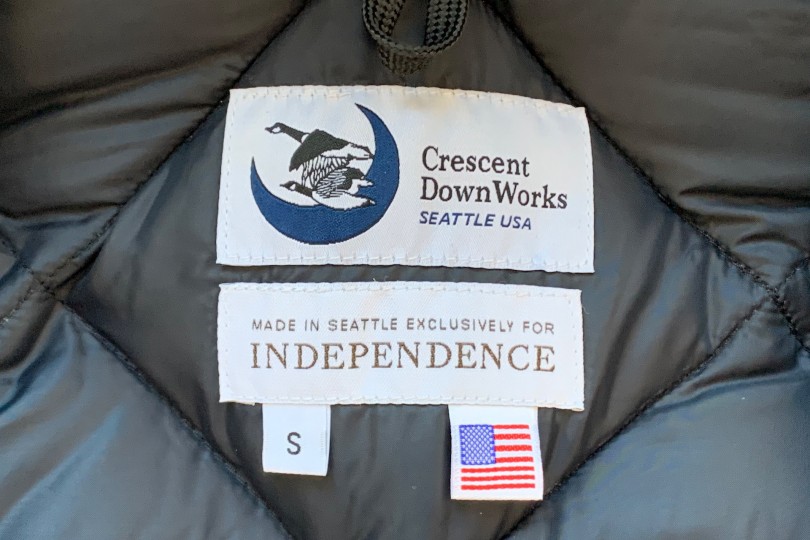 Crescent
DownWorks
SEATTLE USA
MADE IN SEATTLE EXCLUSIVELY FOR
INDEPENDENCE
S